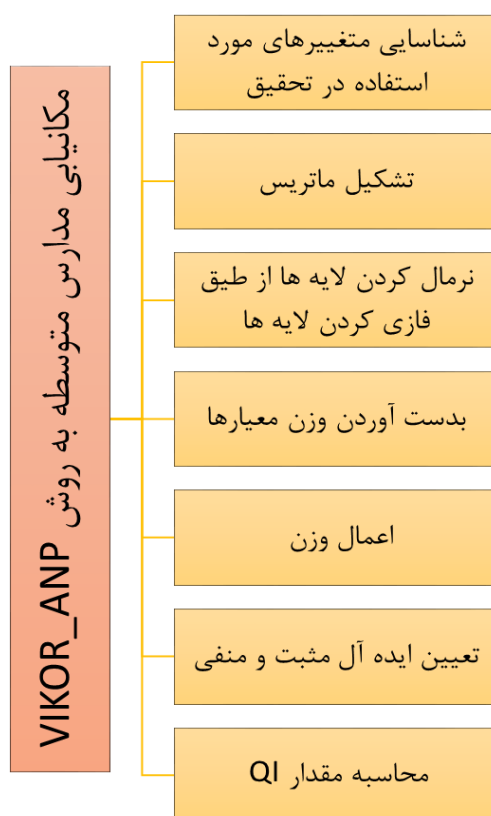 مکانیابی مدارس متوسطه به روش VIKOR_ANP
شناسایی متغییرهای مورد
استفاده در تحقیق
تشکیل ماتریس
نرمال کردن لایه ها از طیق
فازی کردن لایه ها
بدست آوردن وزن معیارها
اعمال وزن
تعیین ایده آل مثبت و منفی
محاسبه مقدار QI